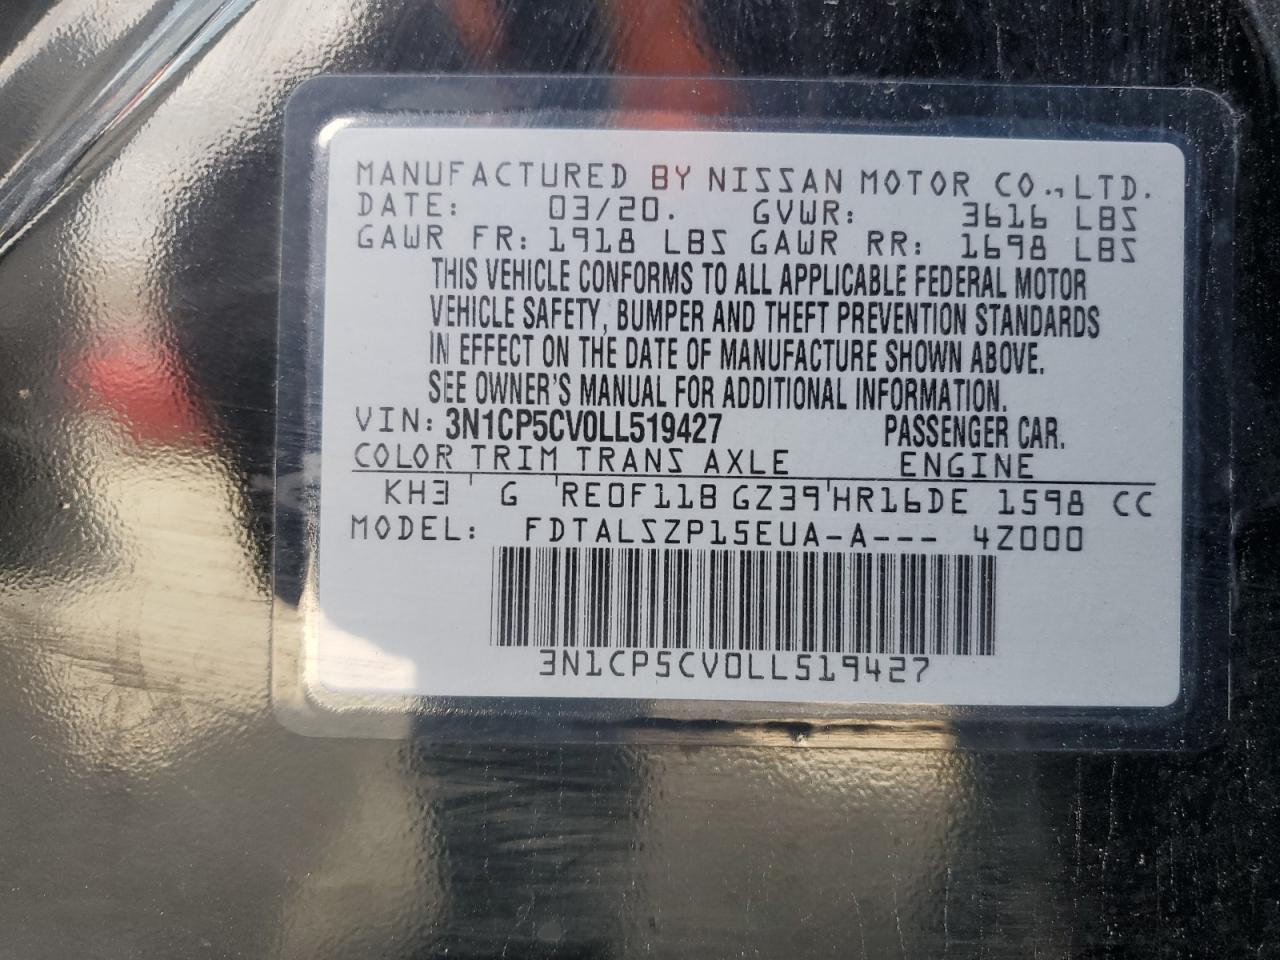 MANUFACTURED BY NISSAN MOTOR CO., LTD.
DATE: 03/20. GVWR: 3616 LBS
GAWR FR: 1918 LBS GAWR RR: 1698 LBS
THIS VEHICLE CONFORMS TO ALL APPLICABLE FEDERAL MOTOR
VEHICLE SAFETY, BUMPER AND THEFT PREVENTION STANDARDS
IN EFFECT ON THE DATE OF MANUFACTURE SHOWN ABOVE.
SEE OWNER'S MANUAL FOR ADDITIONAL INFORMATION.
VIN: 3N1CP5CV0LL519427 PASSENGER CAR.
COLOR TRIM TRANS AXLE ENGINE
KH3 ' G 'RE0F11B GZ39'HR16DE 1598 CC
MODEL: FDTALSZP15EUA-A--- 4Z000
3N1CP5CV0LL519427